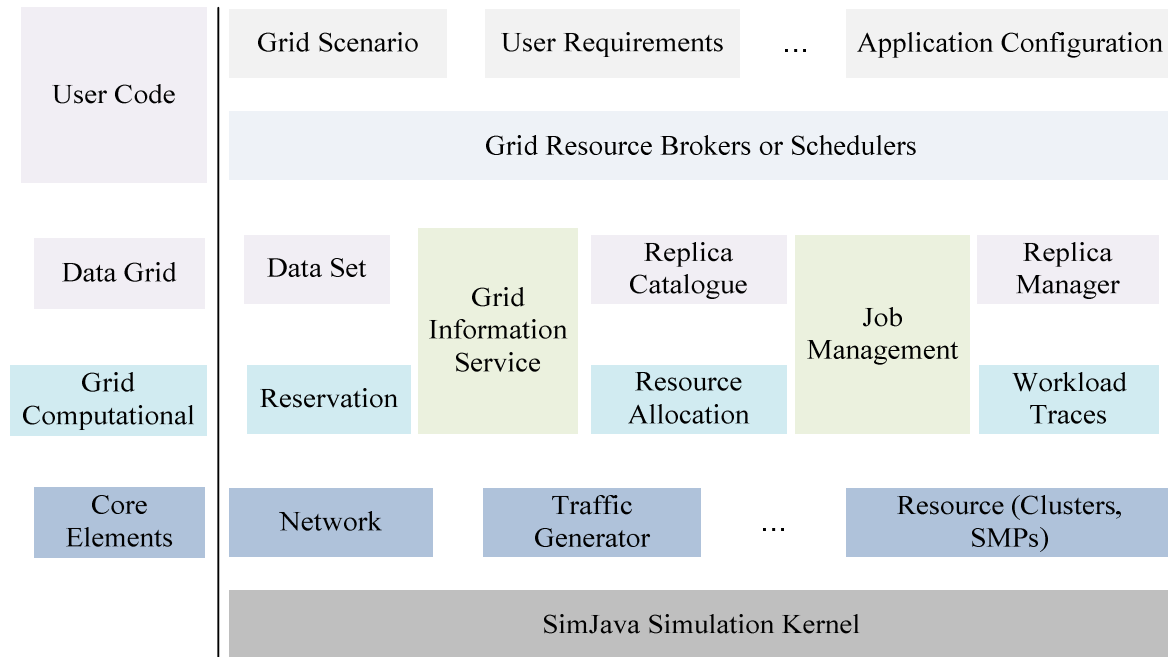 User Code
Grid Scenario
User Requirements
...
Application Configuration
Grid Resource Brokers or Schedulers
Data Grid
Data Set
Grid
Information
Service
Replica
Catalogue
Job
Management
Replica
Manager
Grid
Computational
Reservation
Resource
Allocation
Workload
Traces
Core
Elements
Network
Traffic
Generator
...
Resource (Clusters,
SMPs)
SimJava Simulation Kernel